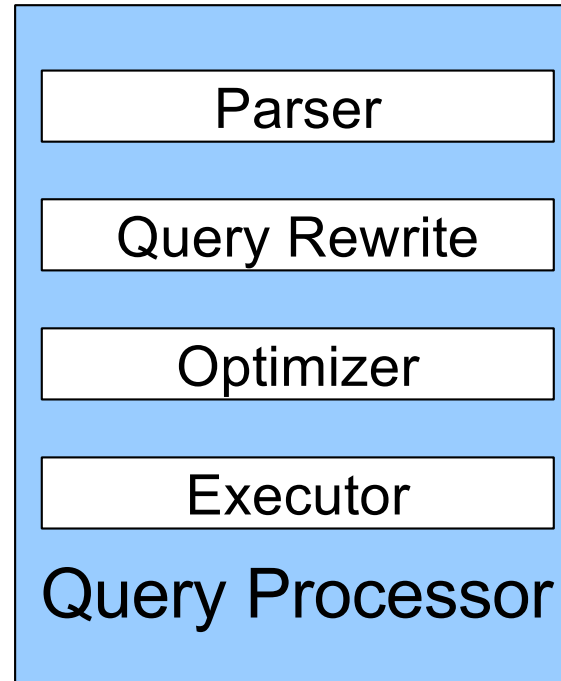 Parser
Query Rewrite
Optimizer
Executor
Query Processor